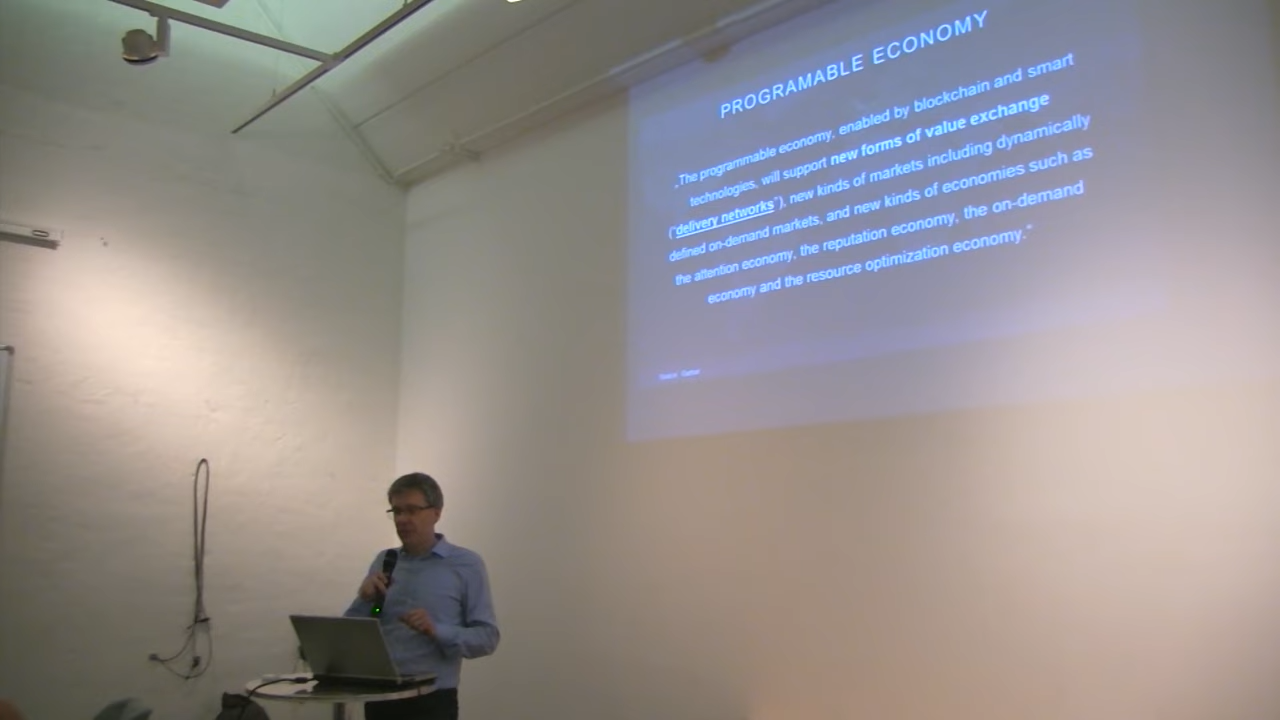 PROGRAMABLE ECONOMY
„The programmable economy, enabled by blockchain and smart
technologies, will support new forms of value exchange
(“delivery networks”), new kinds of markets including dynamically
defined on-demand markets, and new kinds of economies such as
the attention economy, the reputation economy, the on-demand
economy and the resource optimization economy.“